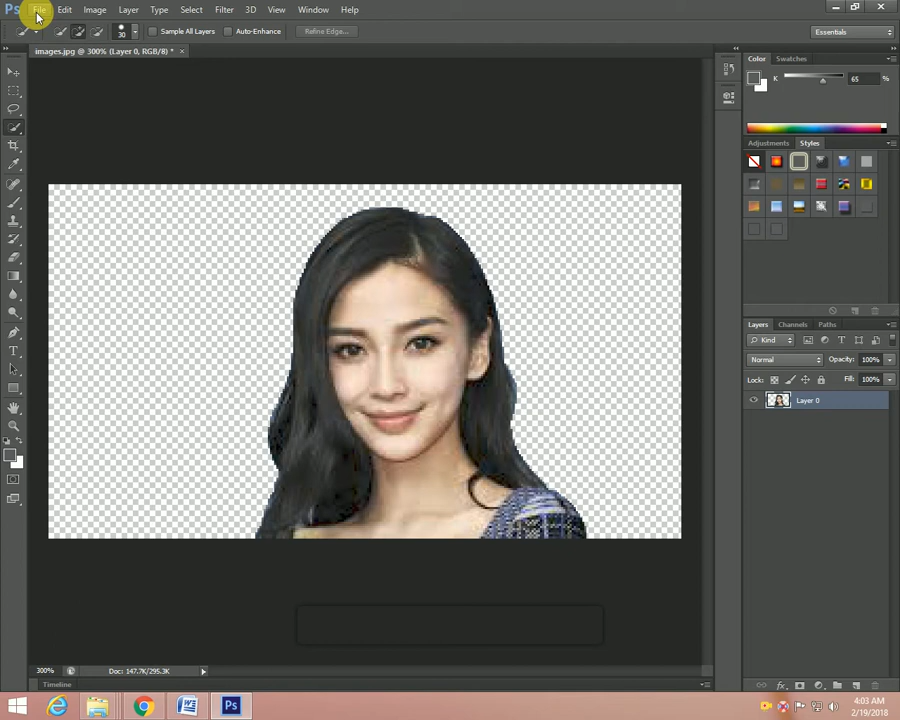 Ps File Edit Image Layer Type Select Filter 3D View Window Help
30 Sample All Layers Auto-Enhance Refine Edge... Essentials
images.jpg @ 300% (Layer 0, RGB/8) * ×
Color Swatches
K 65 %
Adjustments Styles
Layers Channels Paths
Kind
Normal Opacity: 100%
Lock: Fill: 100%
Layer 0
300% Doc: 147.7K/295.3K
Timeline
4:03 AM
2/19/2018